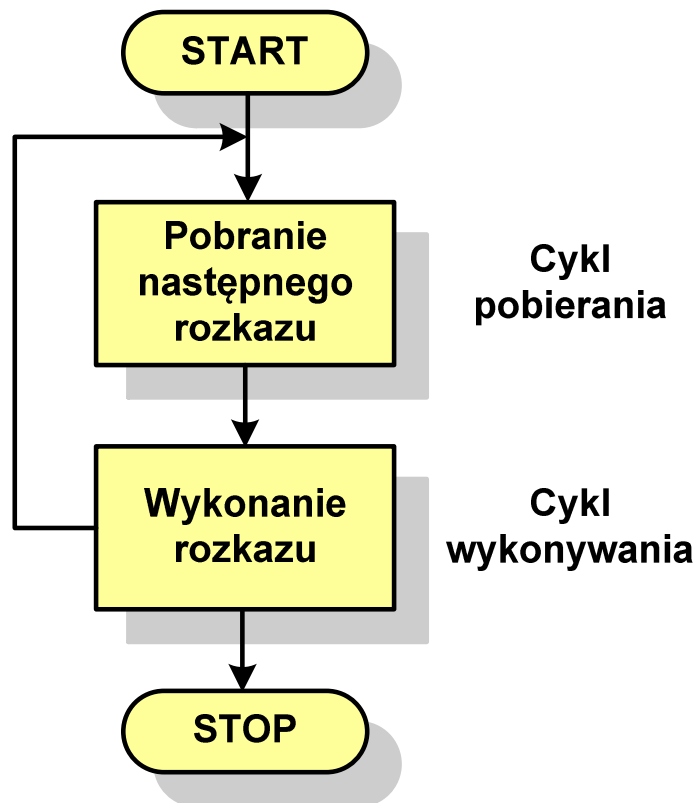 START
Pobranie
następnego
rozkazu
Cykl
pobierania
Wykonanie
rozkazu
Cykl
wykonywania
STOP